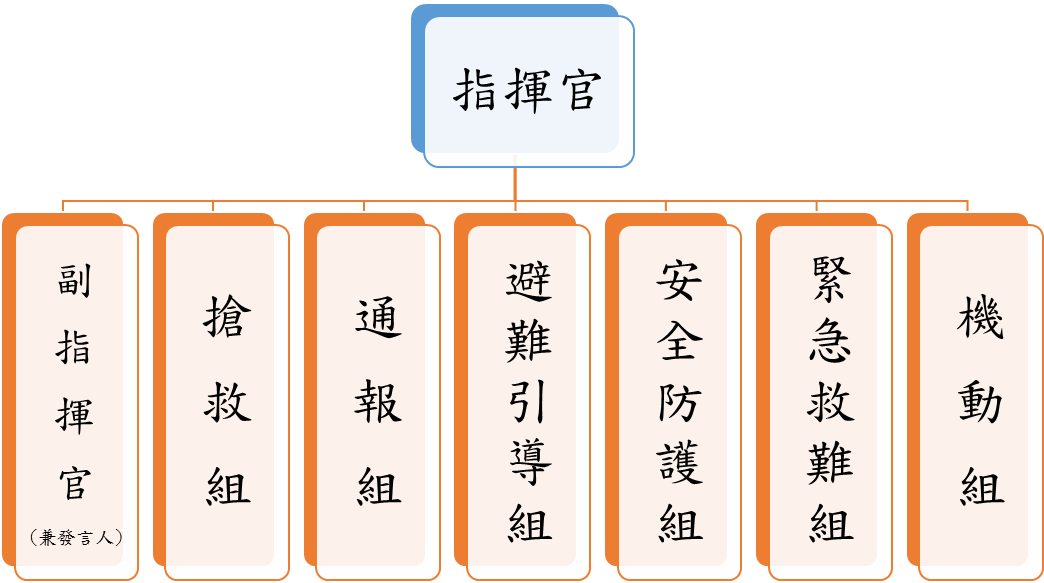 指揮官
副指揮官
（兼發言人）
搶救組
通報組
避難引導組
安全防護組
緊急救難組
機動組